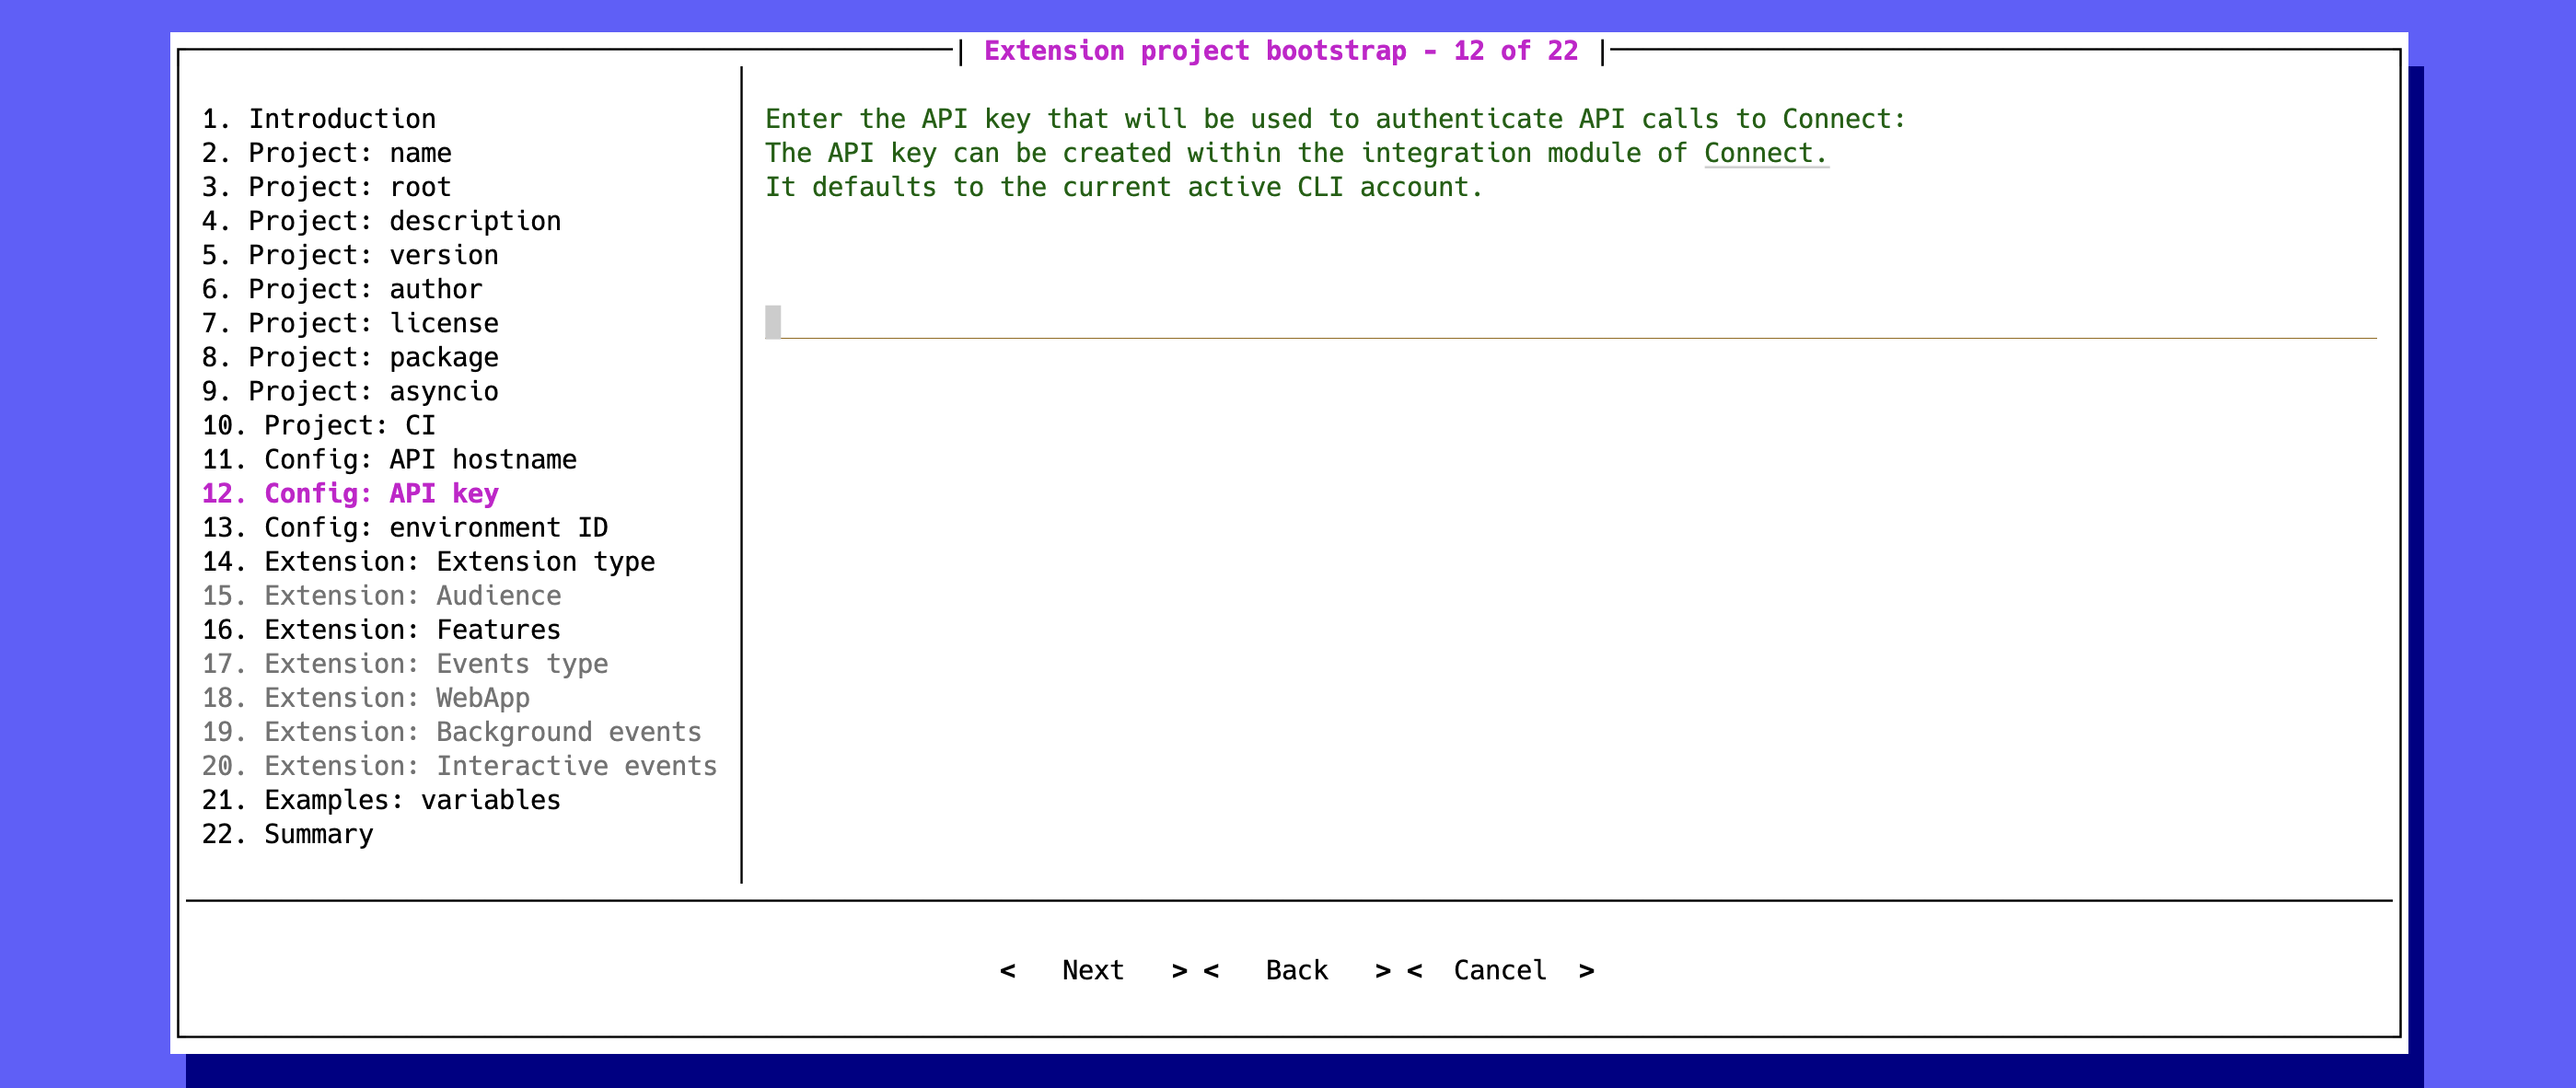 Extension project bootstrap - 12 of 22
1. Introduction
2. Project: name
3. Project: root
4. Project: description
5. Project: version
6. Project: author
7. Project: license
8. Project: package
9. Project: asyncio
10. Project: CI
11. Config: API hostname
12. Config: API key
13. Config: environment ID
14. Extension: Extension type
15. Extension: Audience
16. Extension: Features
17. Extension: Events type
18. Extension: WebApp
19. Extension: Background events
20. Extension: Interactive events
21. Examples: variables
22. Summary
Enter the API key that will be used to authenticate API calls to Connect:
The API key can be created within the integration module of Connect.
It defaults to the current active CLI account.
< Next > < Back > < Cancel >